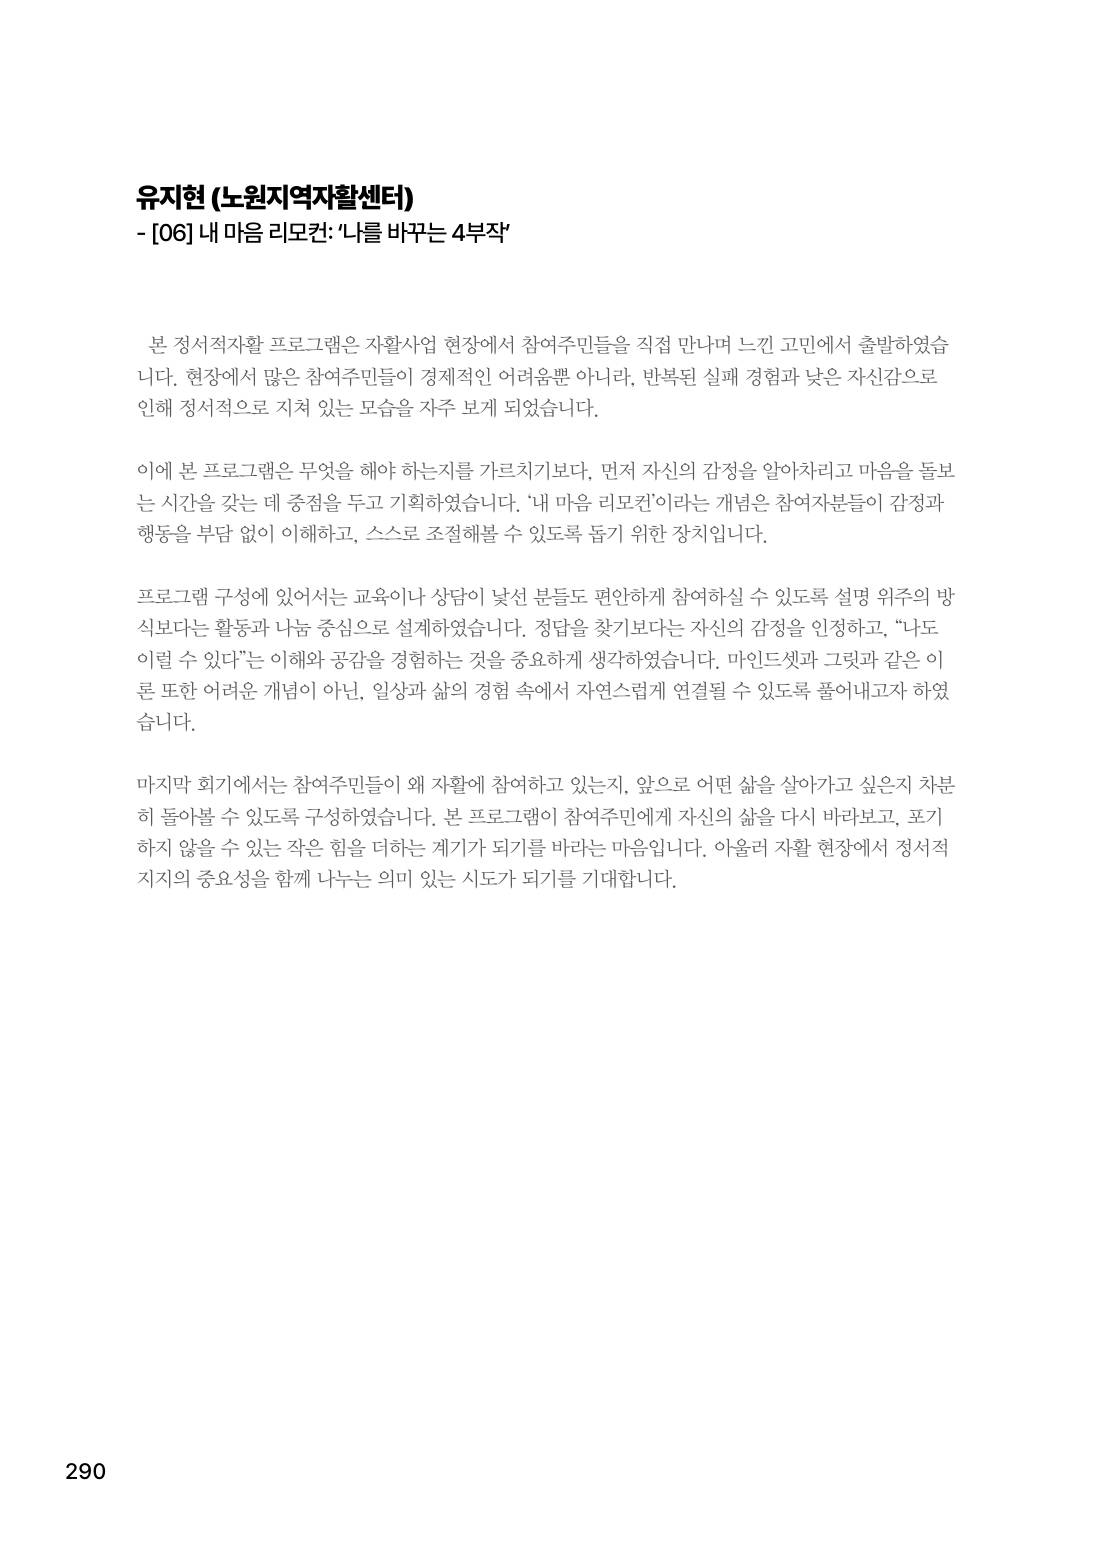 유지현 (노원지역자활센터)
- [06] 내 마음 리모컨: ‘나를 바꾸는 4부작’
본 정서적자활 프로그램은 자활사업 현장에서 참여주민들을 직접 만나며 느낀 고민에서 출발하였습
니다. 현장에서 많은 참여주민들이 경제적인 어려움뿐 아니라, 반복된 실패 경험과 낮은 자신감으로
인해 정서적으로 지쳐 있는 모습을 자주 보게 되었습니다.
이에 본 프로그램은 무엇을 해야 하는지를 가르치기보다, 먼저 자신의 감정을 알아차리고 마음을 돌보
는 시간을 갖는 데 중점을 두고 기획하였습니다. ‘내 마음 리모컨’이라는 개념은 참여자분들이 감정과
행동을 부담 없이 이해하고, 스스로 조절해볼 수 있도록 돕기 위한 장치입니다.
프로그램 구성에 있어서는 교육이나 상담이 낯선 분들도 편안하게 참여하실 수 있도록 설명 위주의 방
식보다는 활동과 나눔 중심으로 설계하였습니다. 정답을 찾기보다는 자신의 감정을 인정하고, “나도
이럴 수 있다”는 이해와 공감을 경험하는 것을 중요하게 생각하였습니다. 마인드셋과 그릿과 같은 이
론 또한 어려운 개념이 아닌, 일상과 삶의 경험 속에서 자연스럽게 연결될 수 있도록 풀어내고자 하였
습니다.
마지막 회기에서는 참여주민들이 왜 자활에 참여하고 있는지, 앞으로 어떤 삶을 살아가고 싶은지 차분
히 돌아볼 수 있도록 구성하였습니다. 본 프로그램이 참여주민에게 자신의 삶을 다시 바라보고, 포기
하지 않을 수 있는 작은 힘을 더하는 계기가 되기를 바라는 마음입니다. 아울러 자활 현장에서 정서적
지지의 중요성을 함께 나누는 의미 있는 시도가 되기를 기대합니다.
290